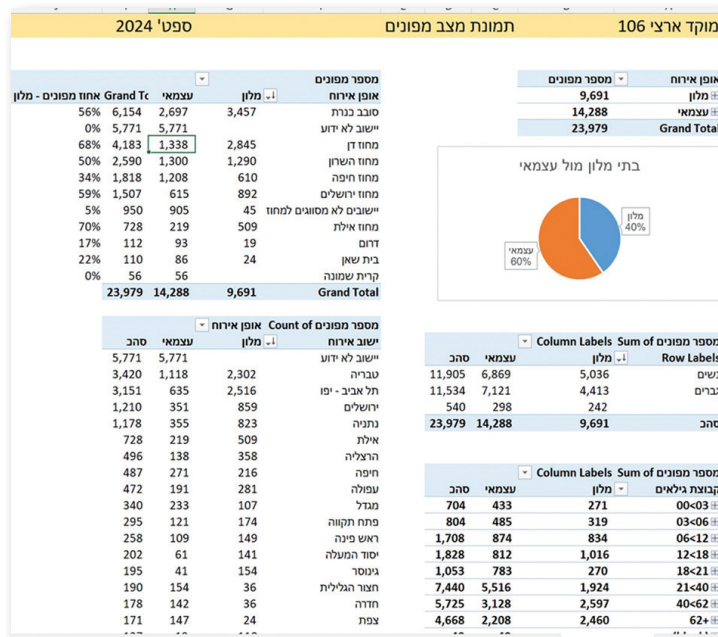 מוקד ארצי 106 תמונת מצב מפונים ספט' 2024
אופן אירוח מספר מפונים
מלון 9,691
עצמאי 14,288
Grand Total 23,979
בתי מלון מול עצמאי
מלון
40%
עצמאי
60%
מספר מפונים Sum of Column Labels
Row Labels מלון עצמאי סהכ
נשים 5,036 6,869 11,905
גברים 4,413 7,121 11,534
242 298 540
סהכ 9,691 14,288 23,979
מספר מפונים Sum of Column Labels
קבוצת גילאים מלון עצמאי סהכ
00<03 271 433 704
03<06 319 485 804
06<12 834 874 1,708
12<18 1,016 812 1,828
18<21 270 783 1,053
21<40 1,924 5,516 7,440
40<62 2,597 3,128 5,725
62+ 2,460 2,208 4,668
מספר מפונים
אופן אירוח מלון עצמאי Grand Tc אחוז מפונים - מלון
סובב כנרת 3,457 2,697 6,154 56%
יישוב לא ידוע 5,771 5,771 0%
מחוז דן 2,845 1,338 4,183 68%
מחוז השרון 1,290 1,300 2,590 50%
מחוז חיפה 610 1,208 1,818 34%
מחוז ירושלים 892 615 1,507 59%
יישובים לא מסווגים למחוז 45 905 950 5%
מחוז אילת 509 219 728 70%
דרום 19 93 112 17%
בית שאן 24 86 110 22%
קרית שמונה 56 56 0%
Grand Total 9,691 14,288 23,979
מספר מפונים Count of אופן אירוח
ישוב אירוח מלון עצמאי סהכ
יישוב לא ידוע 5,771 5,771
טבריה 2,302 1,118 3,420
תל אביב - יפו 2,516 635 3,151
ירושלים 859 351 1,210
נתניה 823 355 1,178
אילת 509 219 728
הרצליה 358 138 496
חיפה 216 271 487
עפולה 281 191 472
מגדל 107 233 340
פתח תקווה 174 121 295
ראש פינה 149 109 258
יסוד המעלה 141 61 202
גינוסר 154 41 195
חצור הגלילית 36 154 190
חדרה 36 142 178
צפת 24 147 171